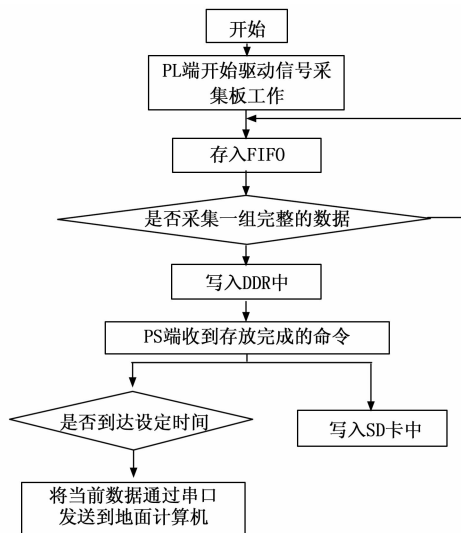 开始
PL端开始驱动信号采
集板工作
存入FIFO
是否采集一组完整的数据
写入DDR中
PS端收到存放完成的命令
是否到达设定时间
写入SD卡中
将当前数据通过串口
发送到地面计算机